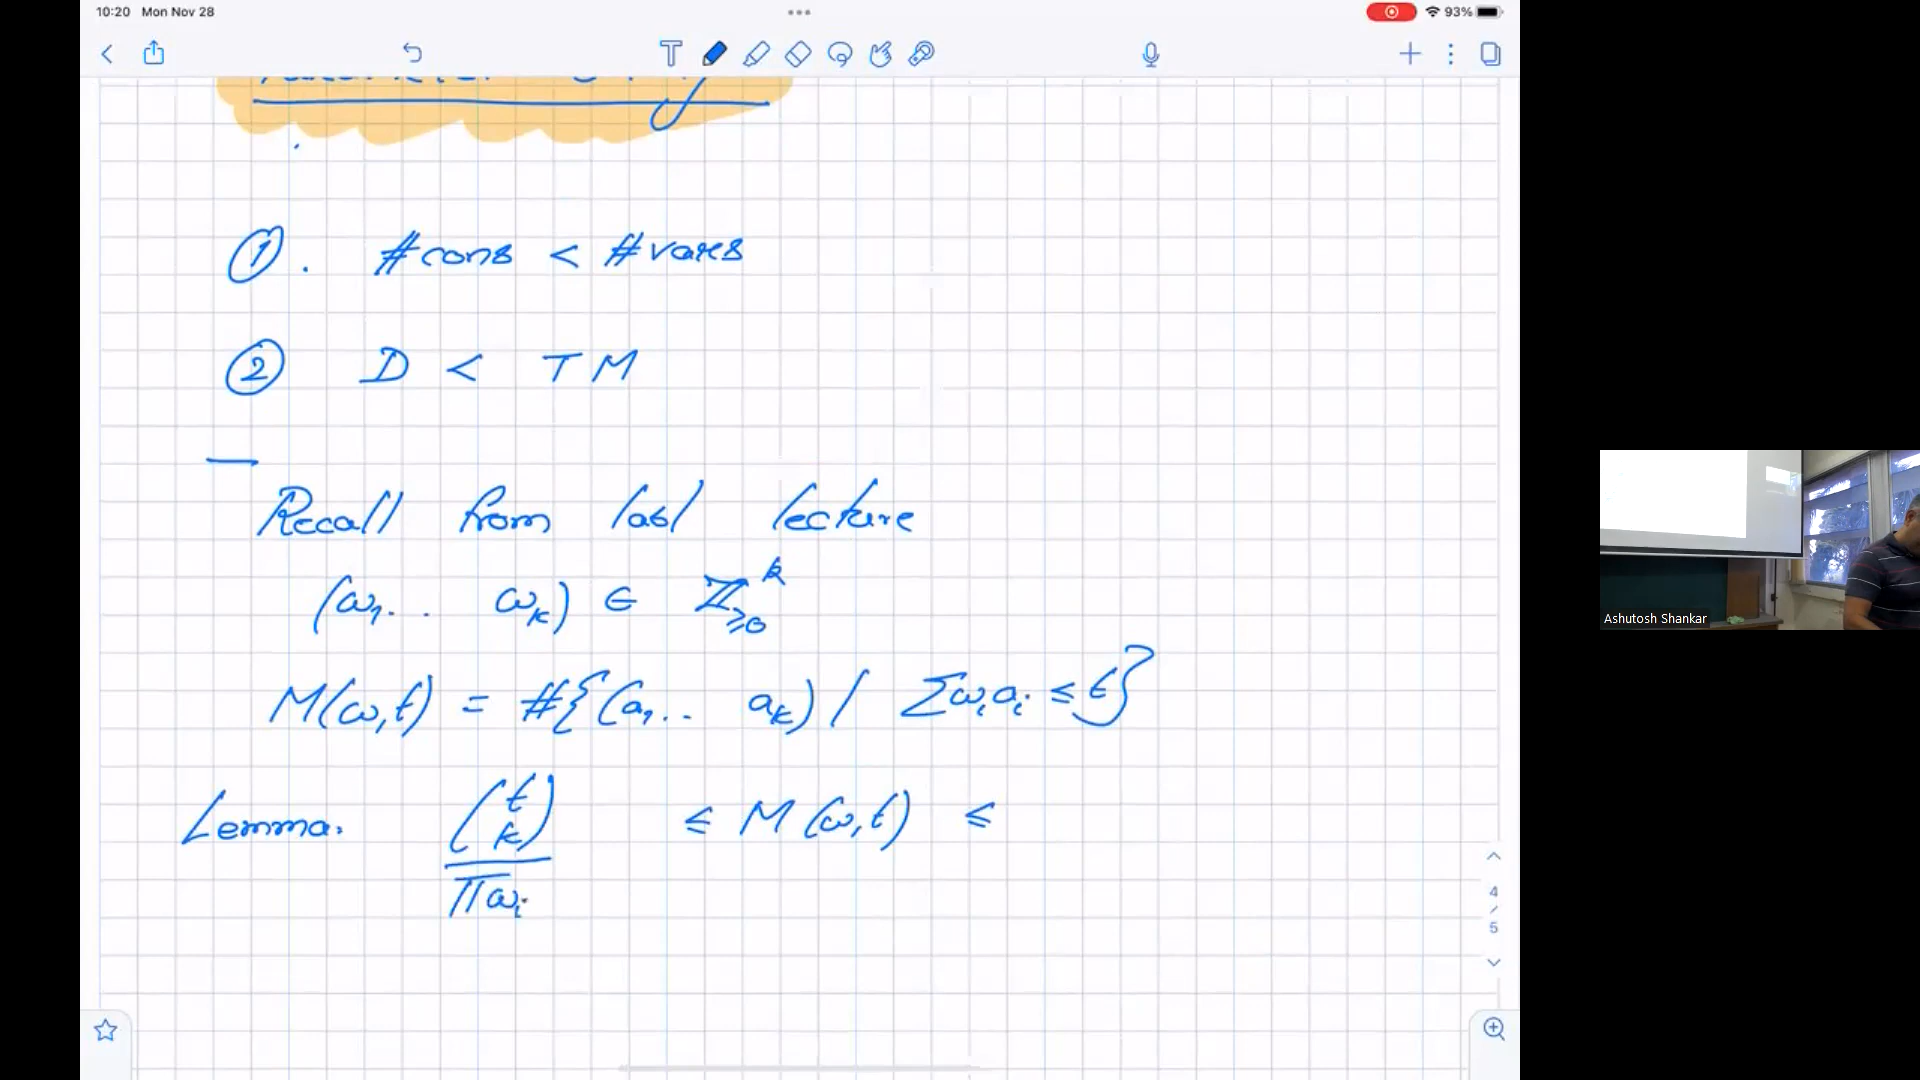 10:20 Mon Nov 28
93%
① . #cons < #vars
② D < TM
Recall from last lecture
(ω₁.. ωₖ) ∈ ℤ≥0^k
M(ω,t) = #{(a₁.. aₖ) / Σωᵢaᵢ ≤ t}
Lemma. (t k) / Πωᵢ ≤ M(ω,t) ≤
4 / 5
Ashutosh Shankar